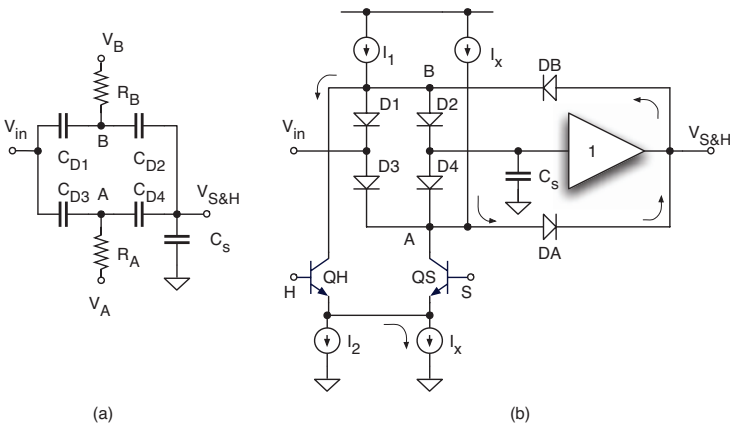 V_B
R_B
V_in
B
C_D1
C_D2
C_D3
A
C_D4
V_S&H
C_s
R_A
V_A
(a)
I_1
I_x
B
DB
D1
D2
V_in
1
V_S&H
D3
D4
C_s
A
DA
H
QH
QS
S
I_2
I_x
(b)